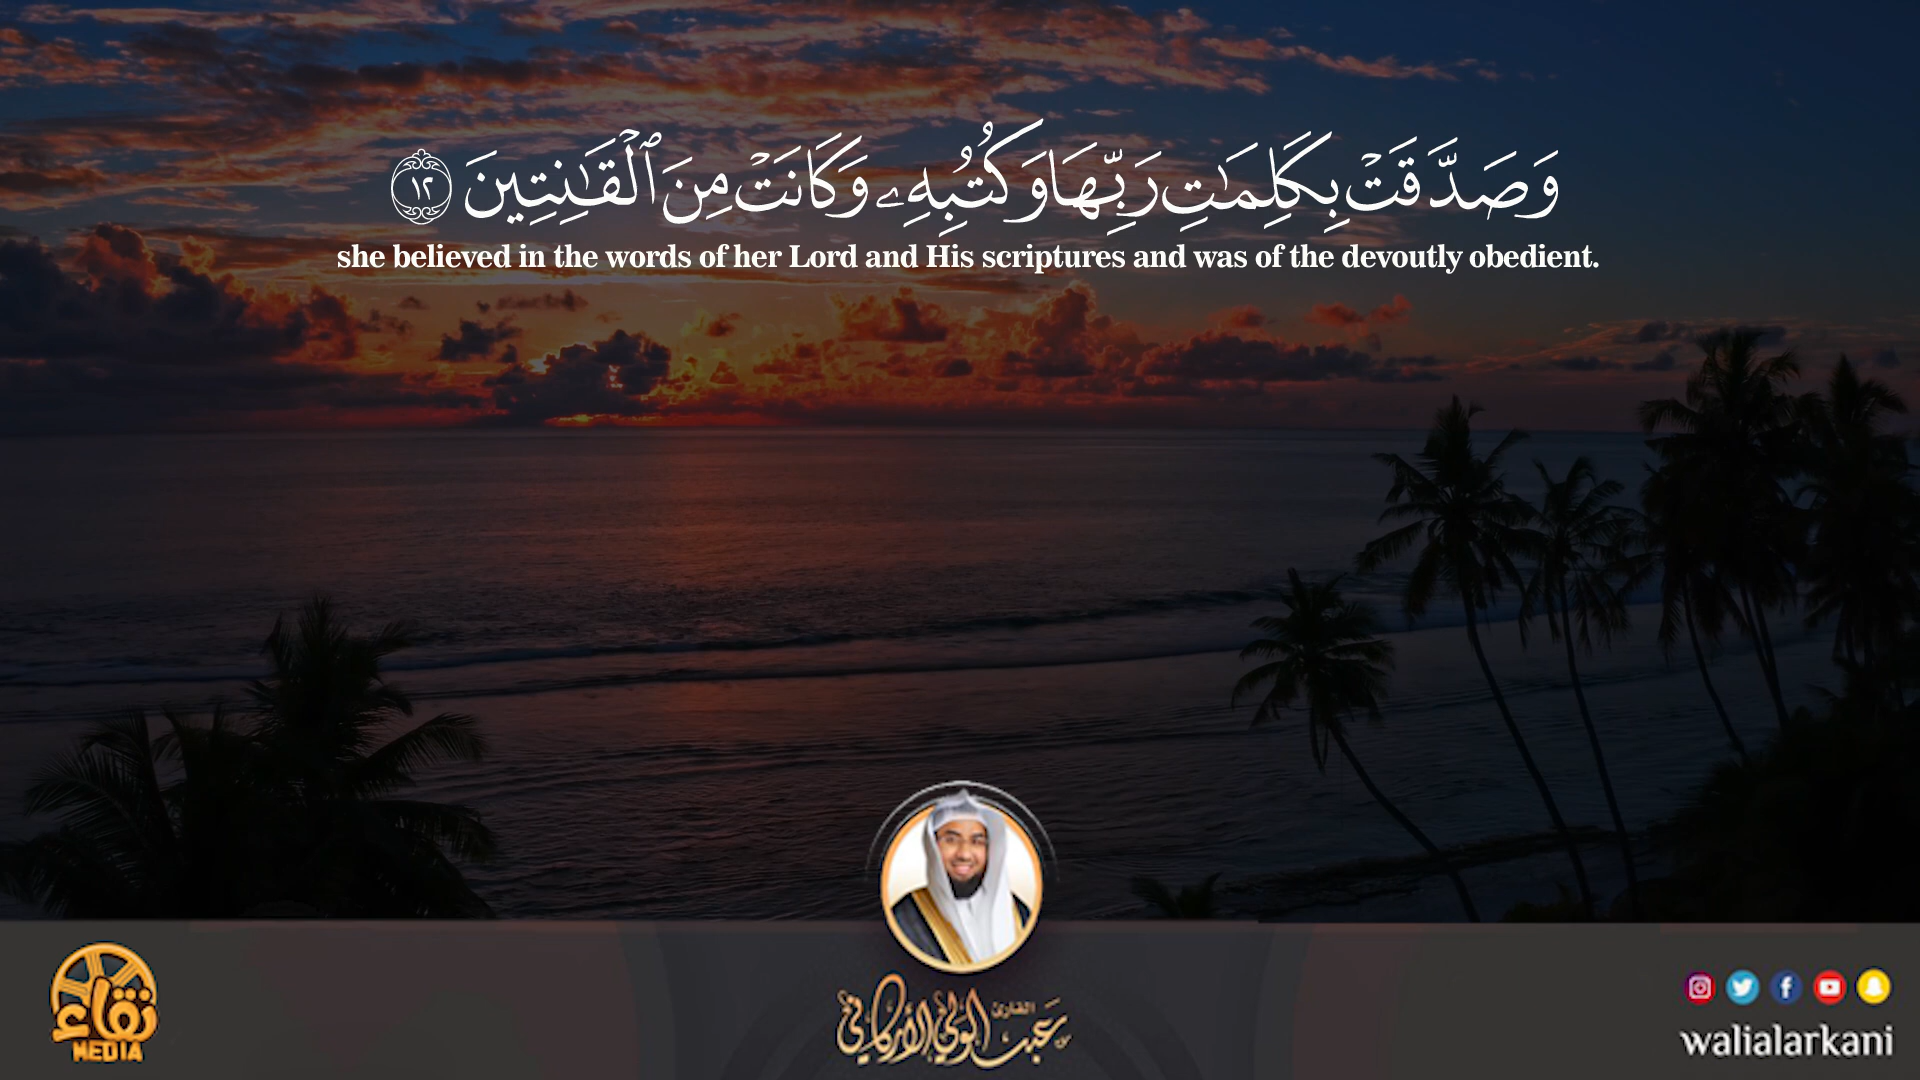 وَصَدَّقَتۡ بِكَلِمَٰتِ رَبِّهَا وَكُتُبِهِۦ وَكَانَتۡ مِنَ ٱلۡقَٰنِتِينَ ١٢
she believed in the words of her Lord and His scriptures and was of the devoutly obedient.
القارئ
عبد الولي الأركاني
نقاء
MEDIA
walialarkani